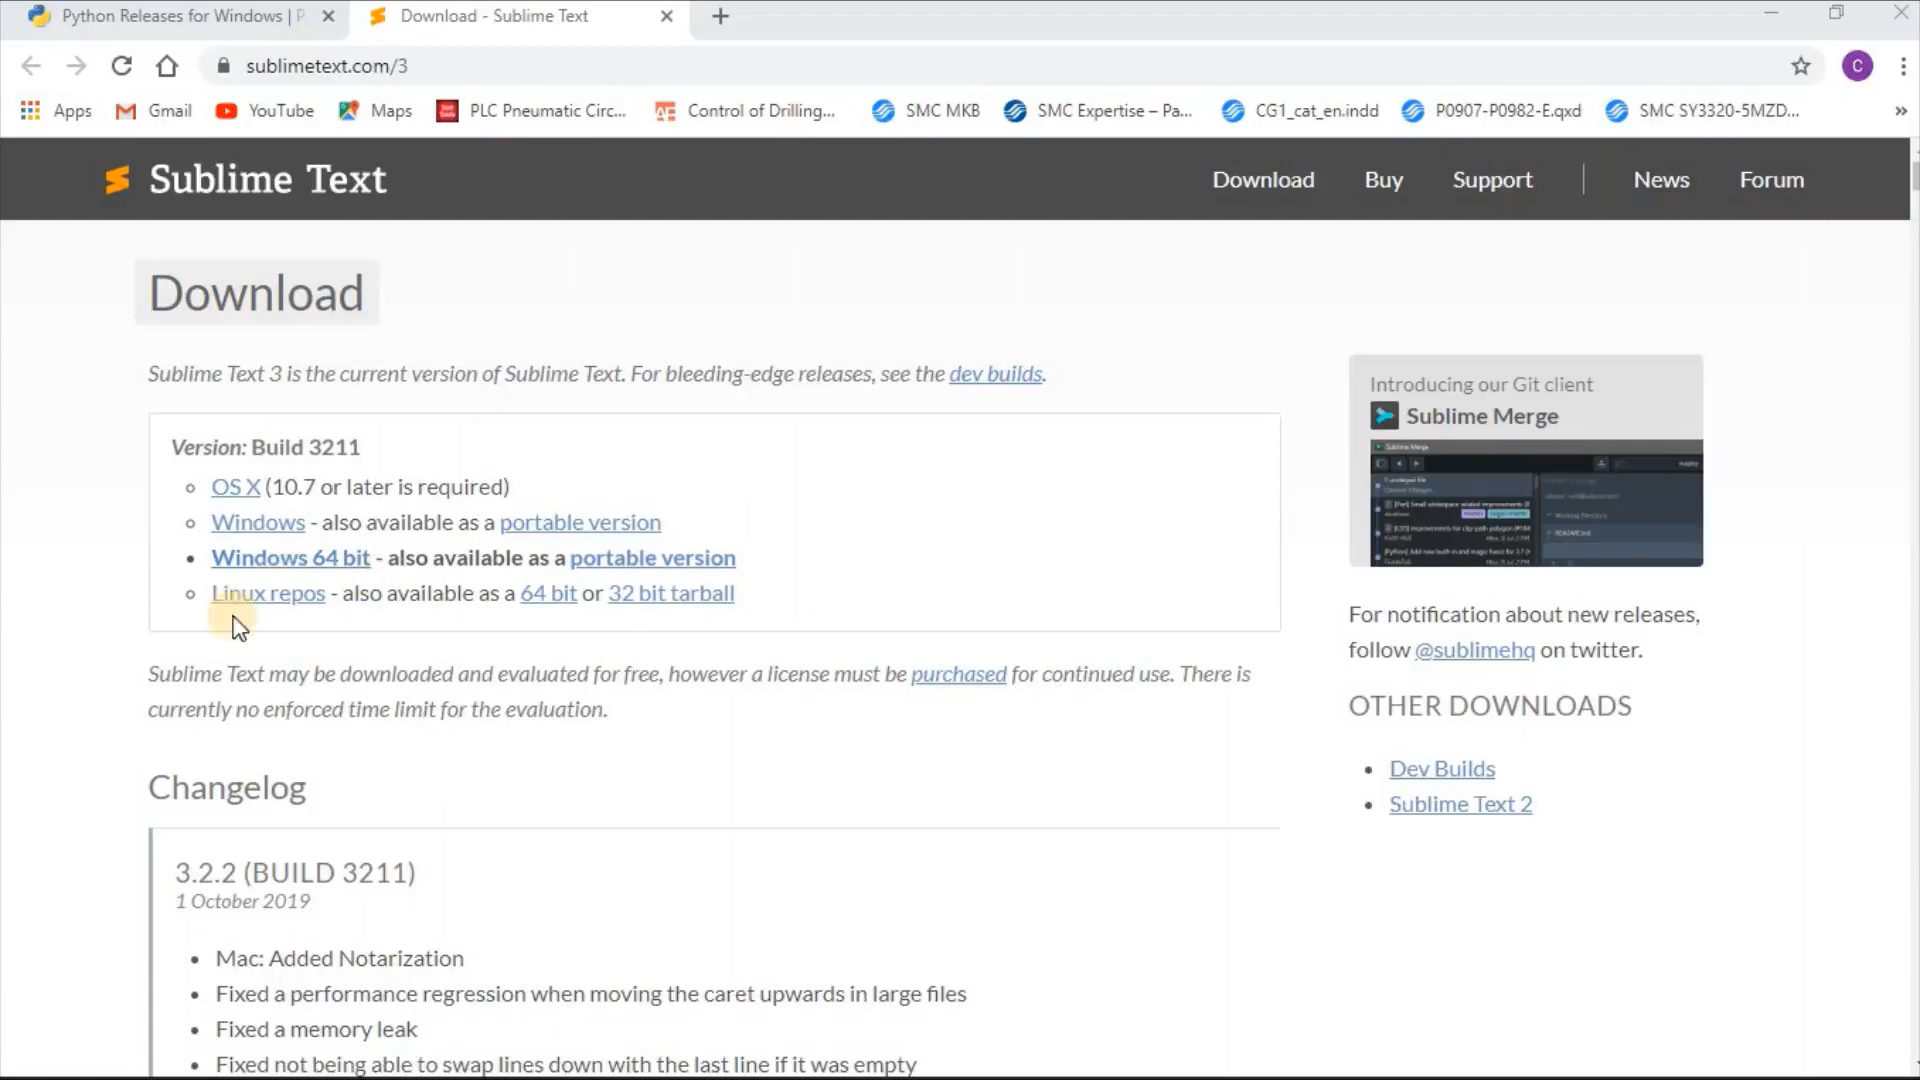 Python Releases for Windows | P
Download - Sublime Text
sublimetext.com/3
C
Apps
Gmail
YouTube
Maps
PLC Pneumatic Circ...
Control of Drilling...
SMC MKB
SMC Expertise – Pa...
CG1_cat_en.indd
P0907-P0982-E.qxd
SMC SY3320-5MZD...
»
Sublime Text
Download
Buy
Support
News
Forum
Download
Sublime Text 3 is the current version of Sublime Text. For bleeding-edge releases, see the dev builds.
Version: Build 3211
OS X (10.7 or later is required)
Windows - also available as a portable version
Windows 64 bit - also available as a portable version
Linux repos - also available as a 64 bit or 32 bit tarball
Sublime Text may be downloaded and evaluated for free, however a license must be purchased for continued use. There is
currently no enforced time limit for the evaluation.
Changelog
3.2.2 (BUILD 3211)
1 October 2019
Mac: Added Notarization
Fixed a performance regression when moving the caret upwards in large files
Fixed a memory leak
Fixed not being able to swap lines down with the last line if it was empty
Introducing our Git client
Sublime Merge
Sublime Merge
For notification about new releases,
follow @sublimehq on twitter.
OTHER DOWNLOADS
Dev Builds
Sublime Text 2